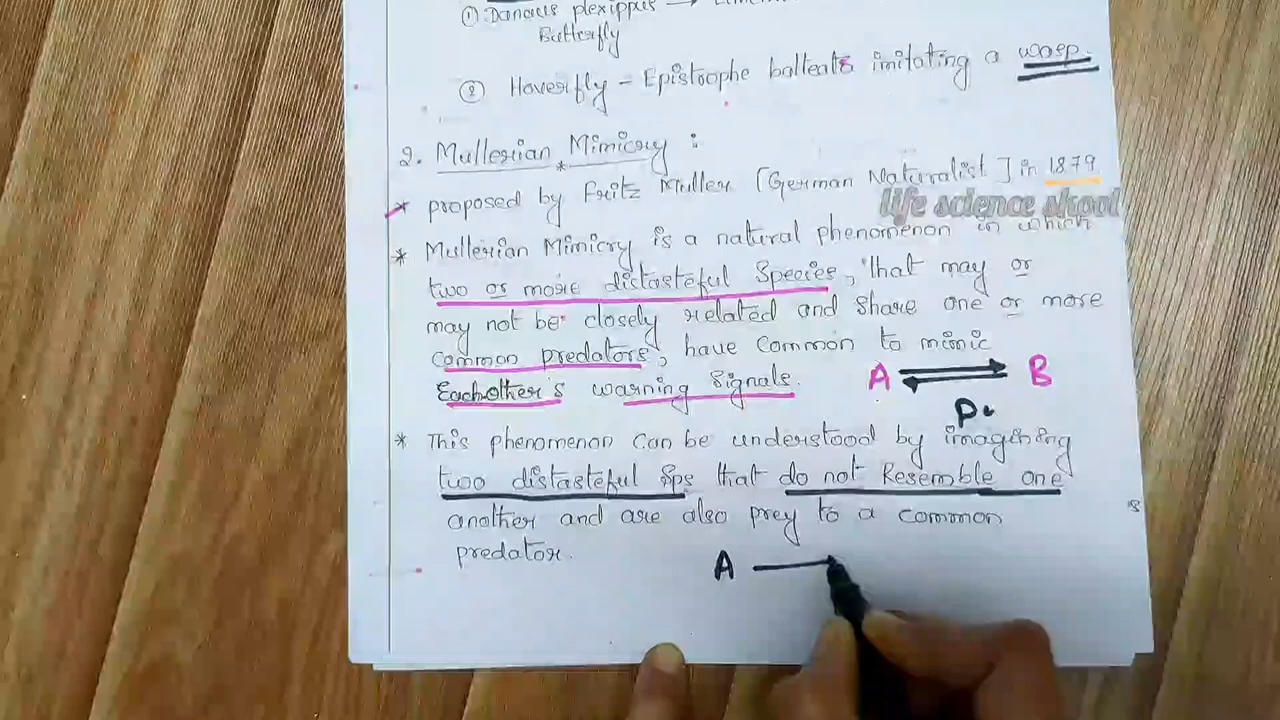 ① Danaus plexippus →
Butterfly
② Hoverfly - Epistrophe balteats imitating a wasp.
2. Mullerian Mimicry :
* proposed by Fritz Muller [German Naturalist] in 1879
life science skool
* Mullerian Mimicry is a natural phenomenon in which
two or more distasteful Species, that may or
may not be closely related and share one or more
common predators, have common to mimic
Eachother's warning signals. A B
P.
* This phenomenon can be understood by imagining
two distasteful Sps that do not Resemble one
another and are also prey to a common
predator. A